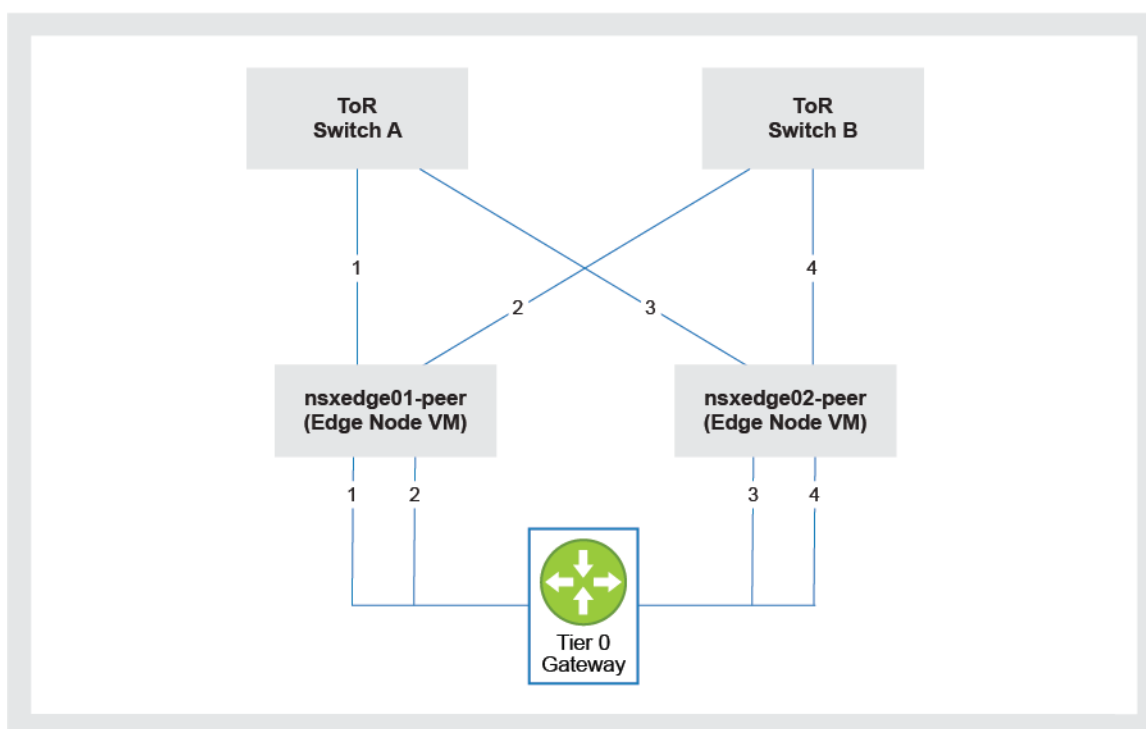 ToR
Switch A
ToR
Switch B
1
4
2
3
nsxedge01-peer
(Edge Node VM)
nsxedge02-peer
(Edge Node VM)
1
2
3
4
Tier 0
Gateway